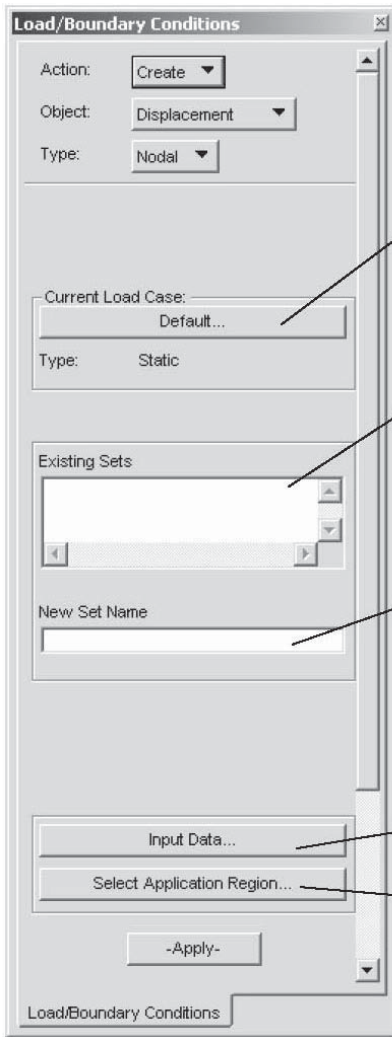 Load/Boundary Conditions
Action: Create
Object: Displacement
Type: Nodal
Current Load Case:
Default...
Type: Static
Existing Sets
New Set Name
Input Data...
Select Application Region...
-Apply-
Load/Boundary Conditions